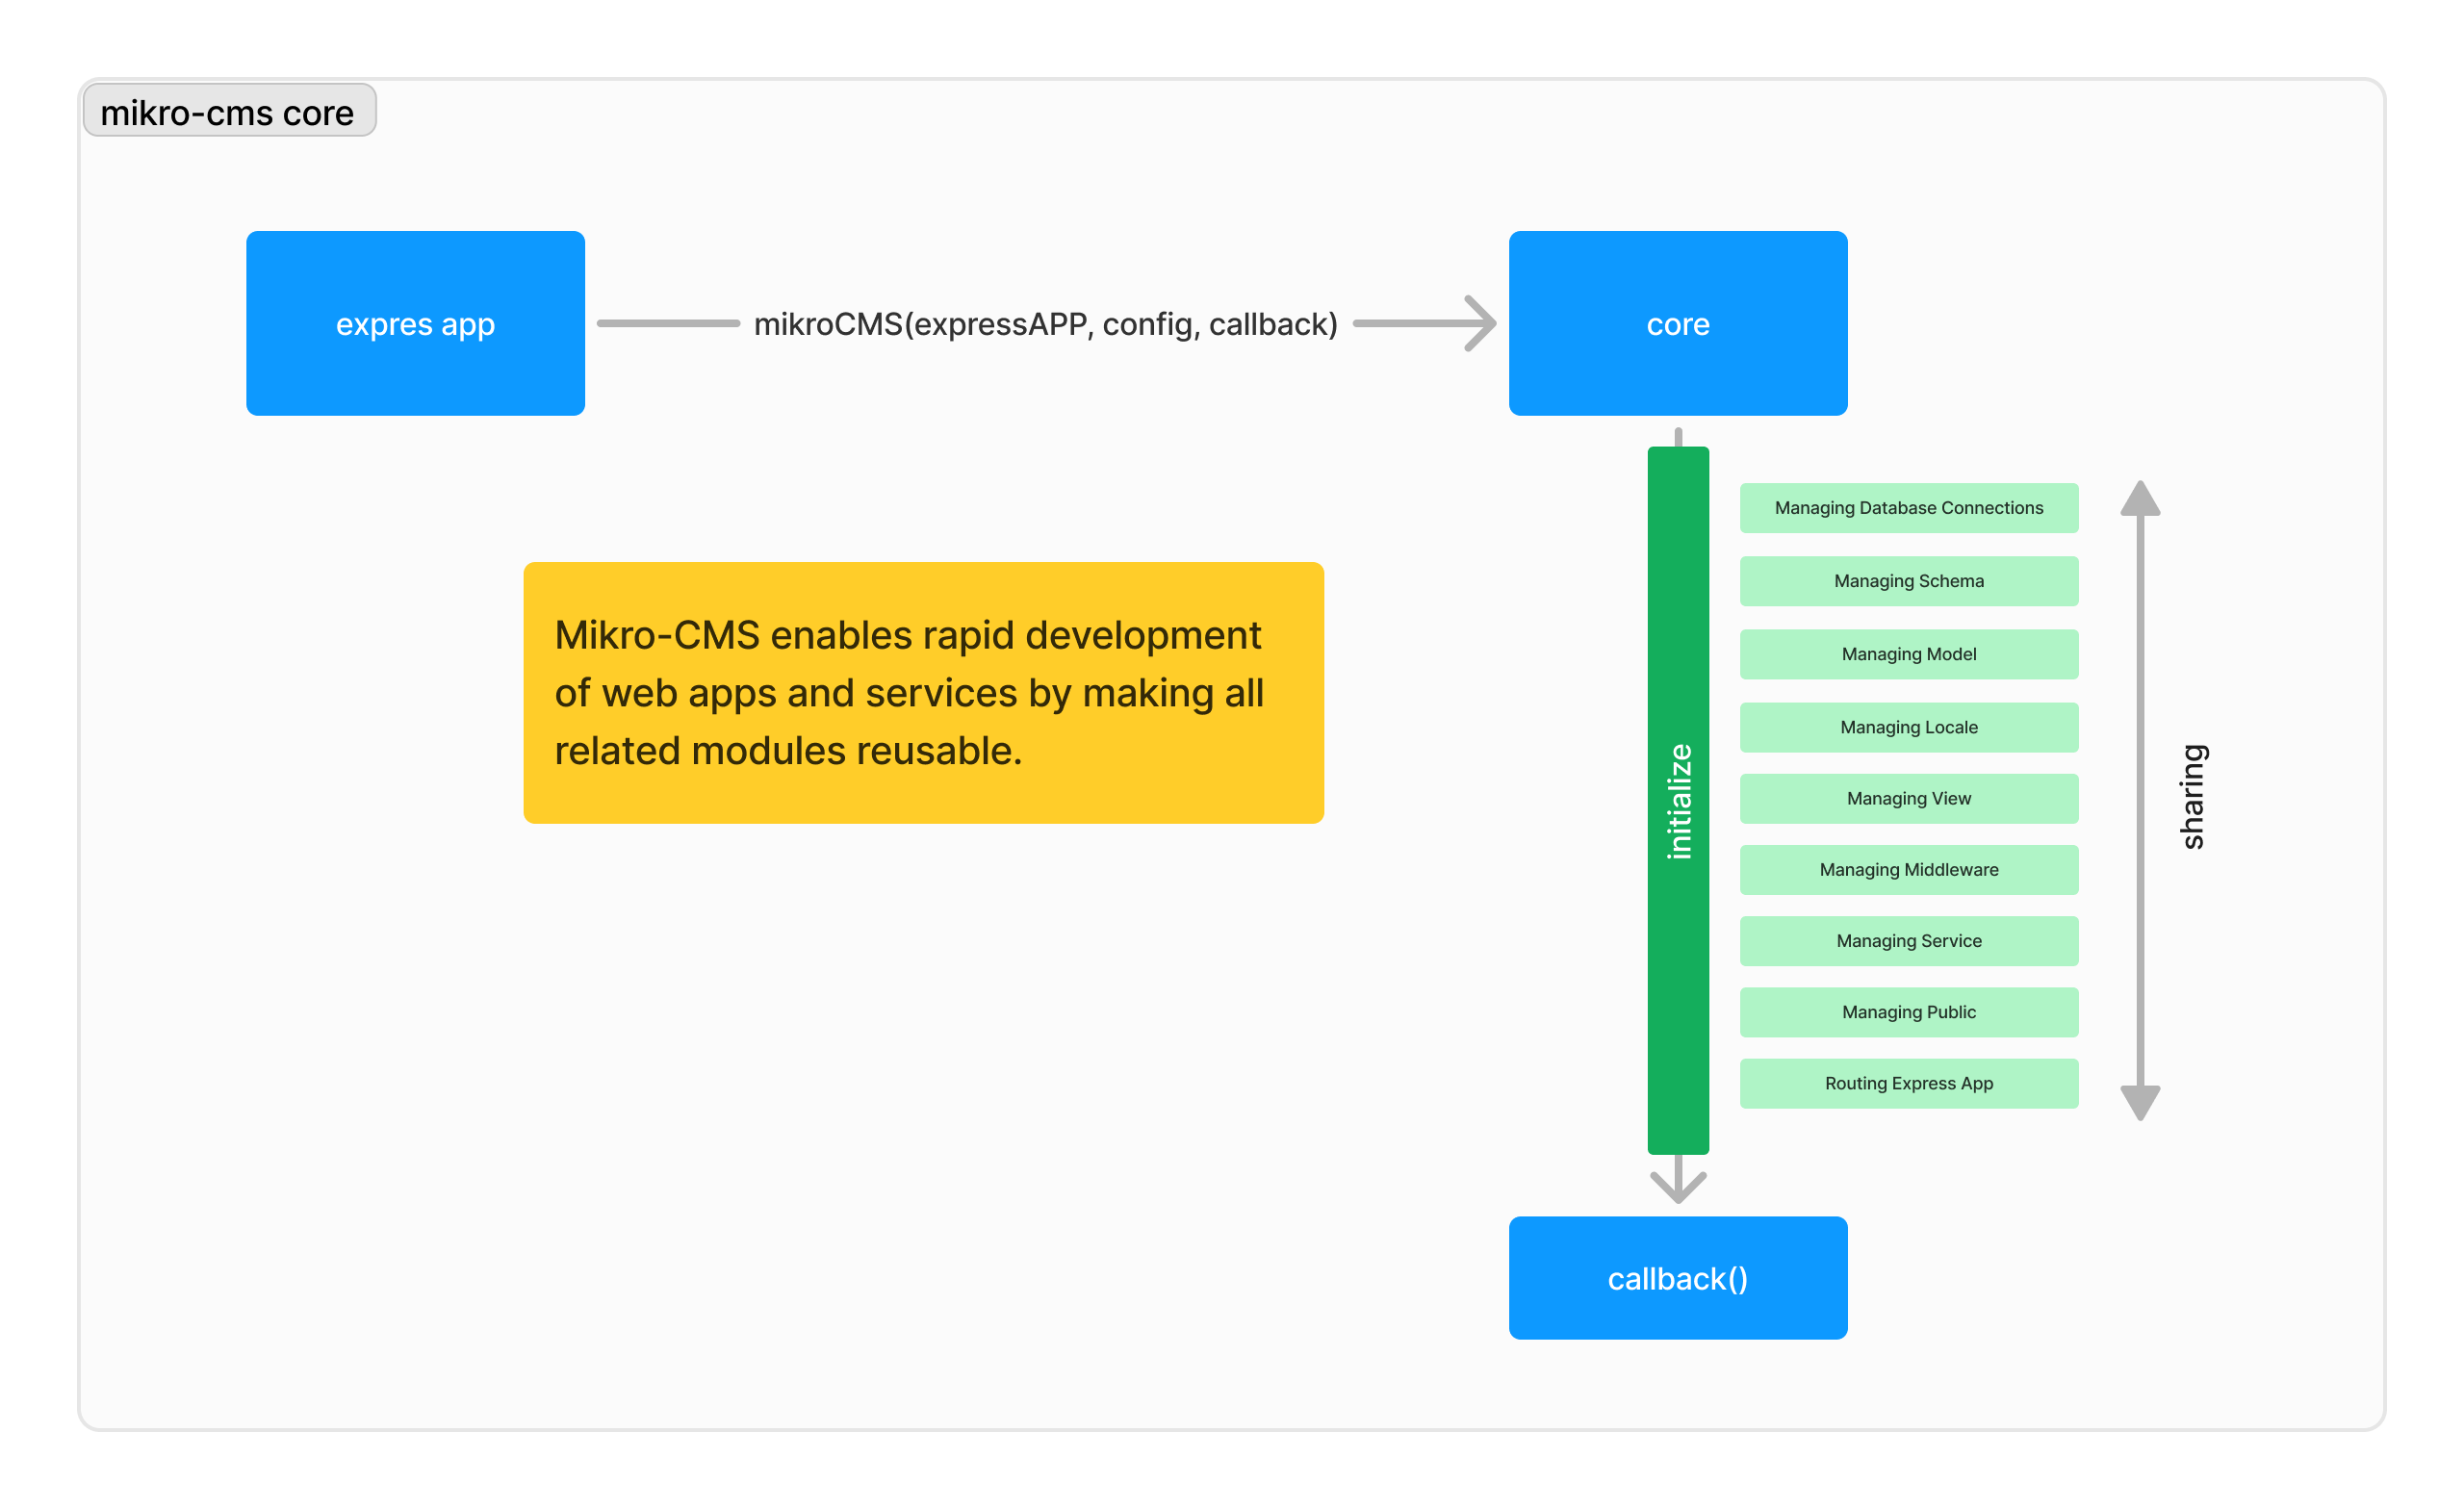 mikro-cms core
expres app
mikroCMS(expressAPP, config, callback)
core
Mikro-CMS enables rapid development
of web apps and services by making all
related modules reusable.
initialize
Managing Database Connections
Managing Schema
Managing Model
Managing Locale
Managing View
Managing Middleware
Managing Service
Managing Public
Routing Express App
sharing
callback()